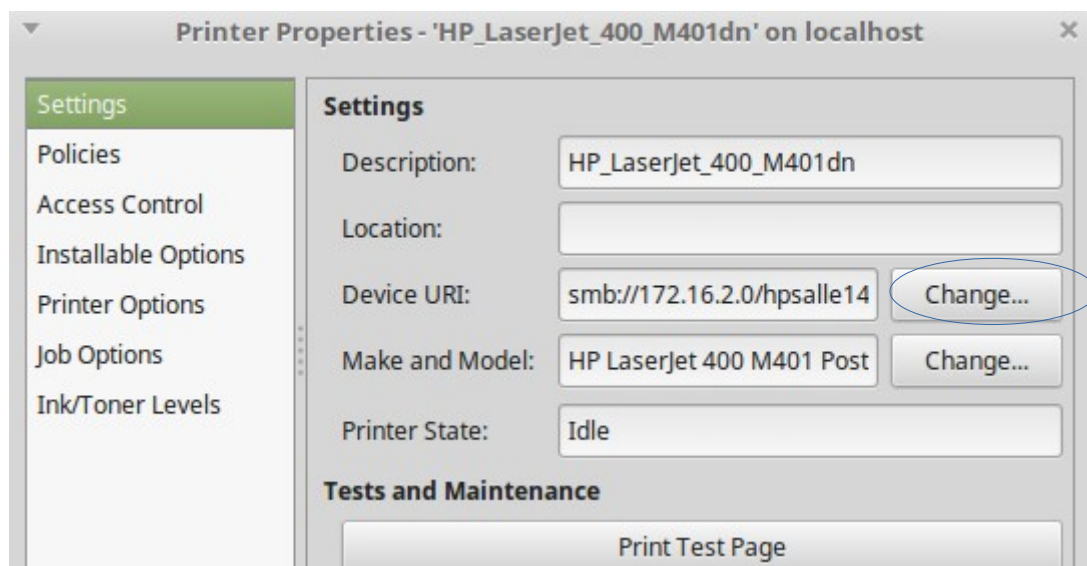 Printer Properties - 'HP_LaserJet_400_M401dn' on localhost
Settings
Policies
Access Control
Installable Options
Printer Options
Job Options
Ink/Toner Levels
Settings
Description: HP_LaserJet_400_M401dn
Location:
Device URI: smb://172.16.2.0/hpsalle14 Change...
Make and Model: HP LaserJet 400 M401 Post Change...
Printer State: Idle
Tests and Maintenance
Print Test Page